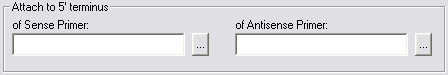 Attach to 5' terminus
of Sense Primer: of Antisense Primer:
... ...